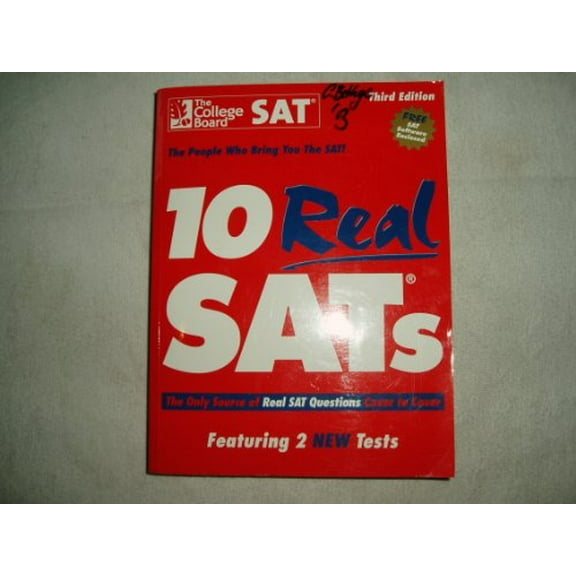 The
College
Board
SAT®
Third Edition
FREE
SAT
Software
Enclosed
The People Who Bring You The SAT®
10 Real
SATs®
The Only Source of Real SAT Questions Cover to Cover
Featuring 2 NEW Tests